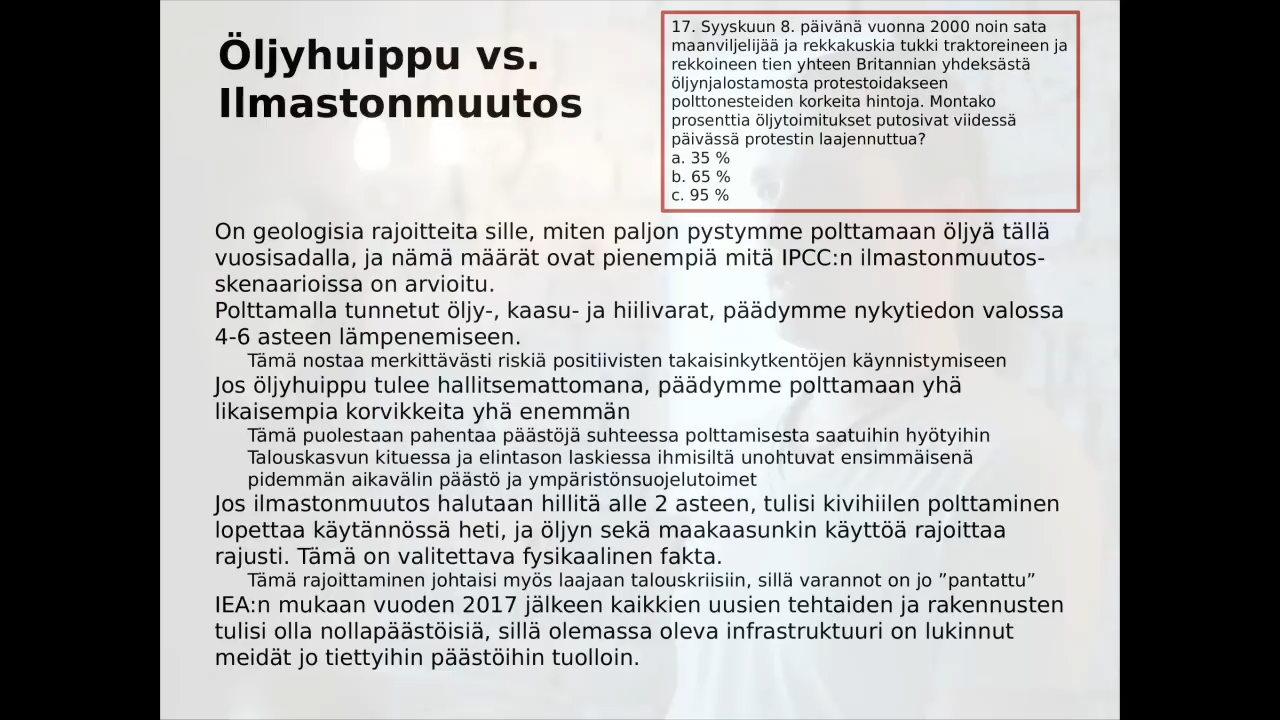 Öljyhuippu vs.
Ilmastonmuutos
17. Syyskuun 8. päivänä vuonna 2000 noin sata
maanviljelijää ja rekkakuskia tukki traktoreineen ja
rekkoineen tien yhteen Britannian yhdeksästä
öljynjalostamosta protestoidakseen
polttonesteiden korkeita hintoja. Montako
prosenttia öljytoimitukset putosivat viidessä
päivässä protestin laajennuttua?
a. 35 %
b. 65 %
c. 95 %
On geologisia rajoitteita sille, miten paljon pystymme polttamaan öljyä tällä
vuosisadalla, ja nämä määrät ovat pienempiä mitä IPCC:n ilmastonmuutos-
skenaarioissa on arvioitu.
Polttamalla tunnetut öljy-, kaasu- ja hiilivarat, päädymme nykytiedon valossa
4-6 asteen lämpenemiseen.
Tämä nostaa merkittävästi riskiä positiivisten takaisinkytkentöjen käynnistymiseen
Jos öljyhuippu tulee hallitsemattomana, päädymme polttamaan yhä
likaisempia korvikkeita yhä enemmän
Tämä puolestaan pahentaa päästöjä suhteessa polttamisesta saatuihin hyötyihin
Talouskasvun kituessa ja elintason laskiessa ihmisiltä unohtuvat ensimmäisenä
pidemmän aikavälin päästö ja ympäristönsuojelutoimet
Jos ilmastonmuutos halutaan hillitä alle 2 asteen, tulisi kivihiilen polttaminen
lopettaa käytännössä heti, ja öljyn sekä maakaasunkin käyttöä rajoittaa
rajusti. Tämä on valitettava fysikaalinen fakta.
Tämä rajoittaminen johtaisi myös laajaan talouskriisiin, sillä varannot on jo ”pantattu”
IEA:n mukaan vuoden 2017 jälkeen kaikkien uusien tehtaiden ja rakennusten
tulisi olla nollapäästöisiä, sillä olemassa oleva infrastruktuuri on lukinnut
meidät jo tiettyihin päästöihin tuolloin.